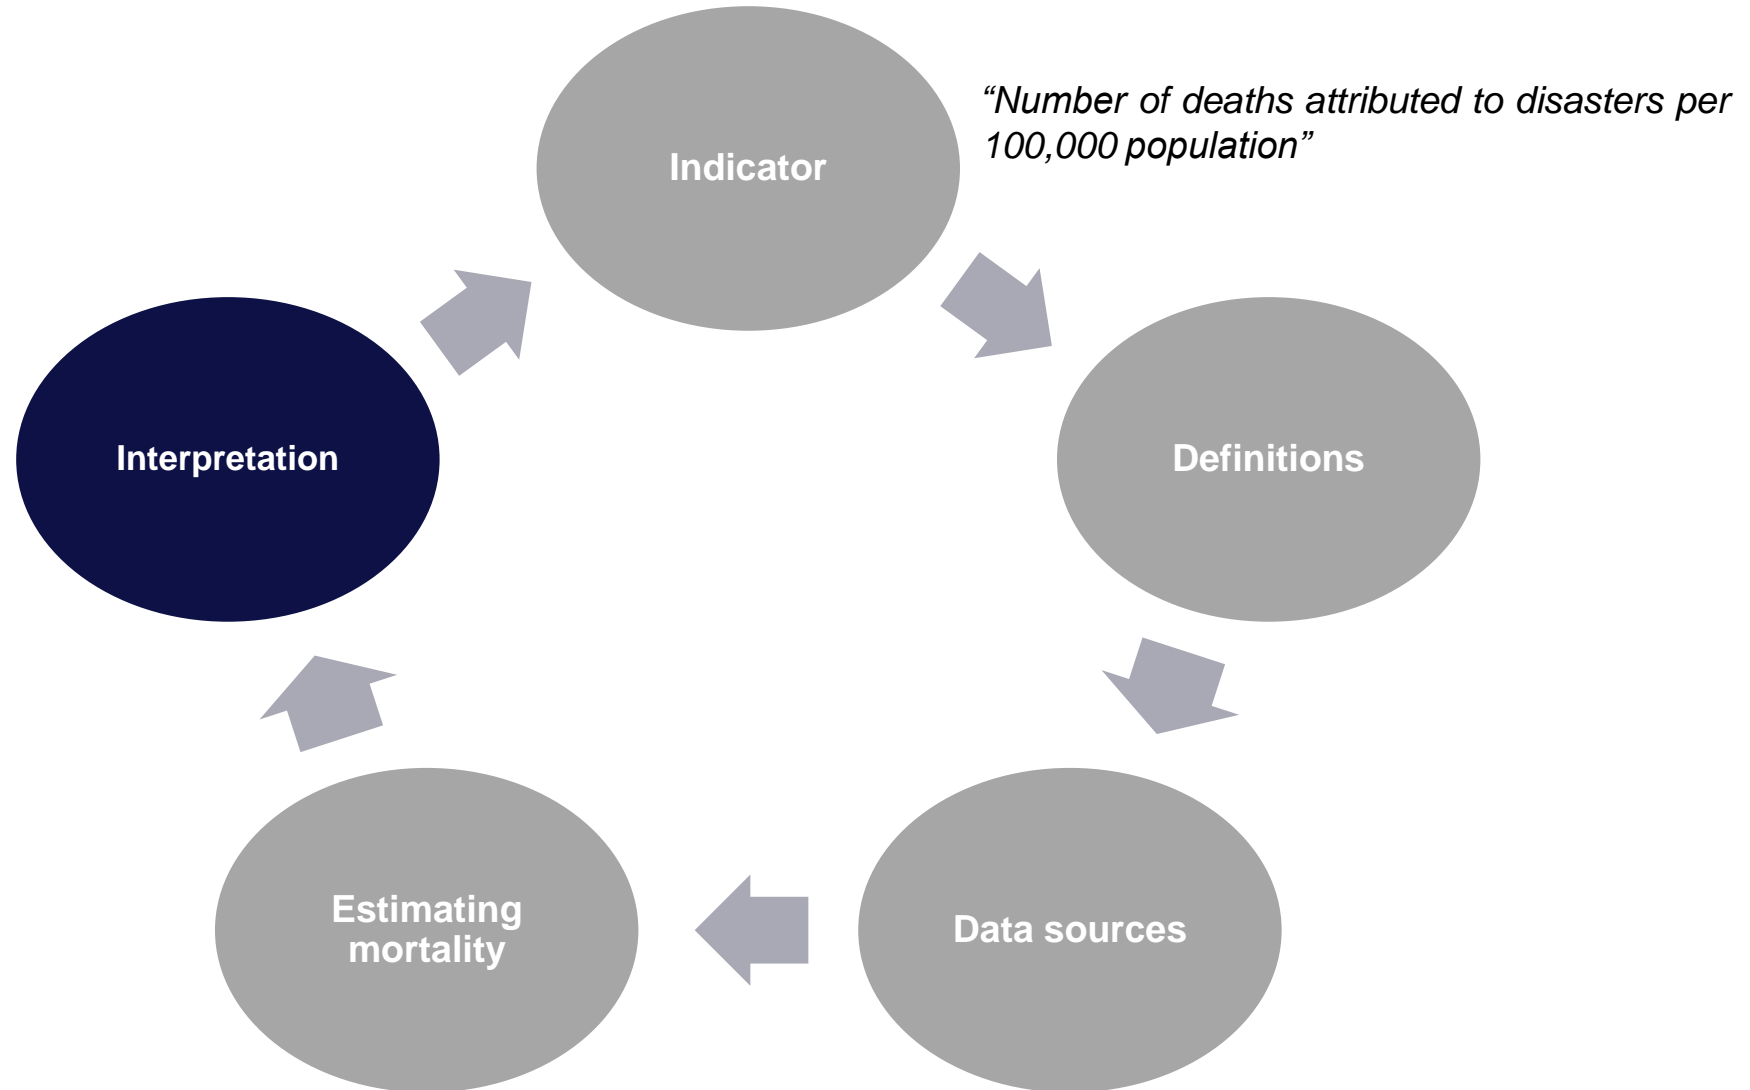 “Number of deaths attributed to disasters per
100,000 population”
Indicator
Interpretation
Definitions
Estimating
mortality
Data sources